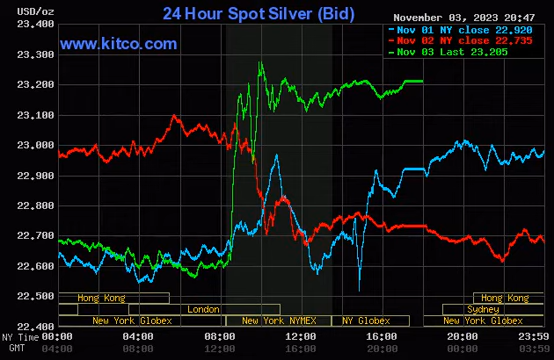 USD/oz
24 Hour Spot Silver (Bid)
November 03, 2023 20:47
www.kitco.com
Nov 01 NY close 22.920
Nov 02 NY close 22.735
Nov 03 Last 23.205
23.400
23.300
23.200
23.100
23.000
22.900
22.800
22.700
22.600
22.500
22.400
Hong Kong
Hong Kong
London
Sydney
New York Globex
New York NYMEX
NY Globex
New York Globex
NY Time 00:00 04:00 08:00 12:00 16:00 20:00 23:59
GMT 04:00 08:00 12:00 16:00 20:00 00:00 03:59